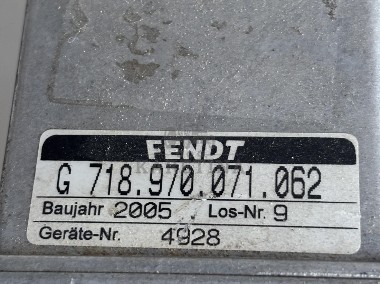 FENDT
G 718.970.071.062
Baujahr 2005 Los-Nr. 9
Geräte-Nr. 4928